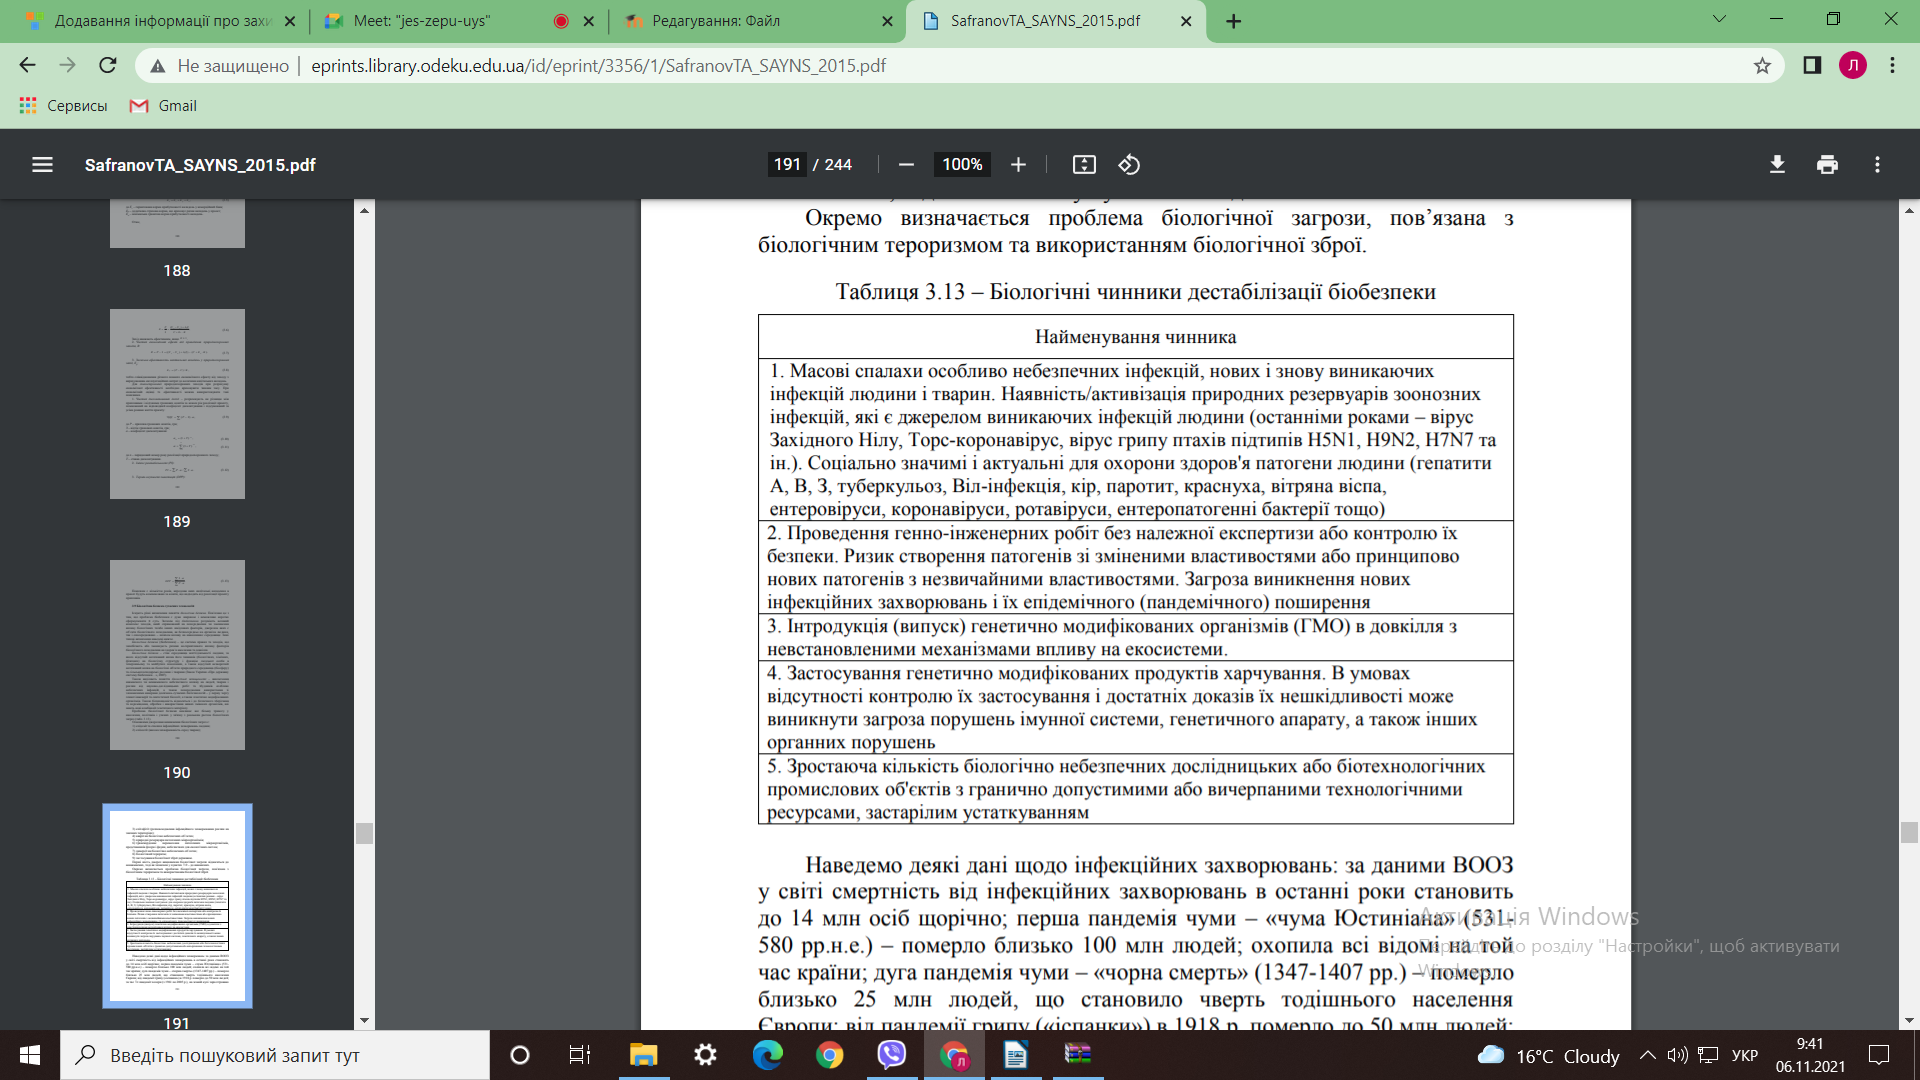 Додавання інформації про захи
Meet: "jes-zepu-uys"
Редагування: Файл
SafranovTA_SAYNS_2015.pdf
Не защищено
eprints.library.odeku.edu.ua/id/eprint/3356/1/SafranovTA_SAYNS_2015.pdf
Л
Сервисы
Gmail
SafranovTA_SAYNS_2015.pdf
191 / 244
100%
188
189
190
191
Окремо визначається проблема біологічної загрози, пов’язана з
біологічним тероризмом та використанням біологічної зброї.
Таблиця 3.13 – Біологічні чинники дестабілізації біобезпеки
Найменування чинника
1. Масові спалахи особливо небезпечних інфекцій, нових і знову виникаючих
інфекцій людини і тварин. Наявність/активізація природних резервуарів зоонозних
інфекцій, які є джерелом виникаючих інфекцій людини (останніми роками – вірус
Західного Нілу, Торс-коронавірус, вірус грипу птахів підтипів H5N1, H9N2, H7N7 та
ін.). Соціально значимі і актуальні для охорони здоров'я патогени людини (гепатити
А, В, З, туберкульоз, Віл-інфекція, кір, паротит, краснуха, вітряна віспа,
ентеровіруси, коронавіруси, ротавіруси, ентеропатогенні бактерії тощо)
2. Проведення генно-інженерних робіт без належної експертизи або контролю їх
безпеки. Ризик створення патогенів зі зміненими властивостями або принципово
нових патогенів з незвичайними властивостями. Загроза виникнення нових
інфекційних захворювань і їх епідемічного (пандемічного) поширення
3. Інтродукція (випуск) генетично модифікованих організмів (ГМО) в довкілля з
невстановленими механізмами впливу на екосистеми.
4. Застосування генетично модифікованих продуктів харчування. В умовах
відсутності контролю їх застосування і достатніх доказів їх нешкідливості може
виникнути загроза порушень імунної системи, генетичного апарату, а також інших
органних порушень
5. Зростаюча кількість біологічно небезпечних дослідницьких або біотехнологічних
промислових об'єктів з гранично допустимими або вичерпаними технологічними
ресурсами, застарілим устаткуванням
Наведемо деякі дані щодо інфекційних захворювань: за даними ВООЗ
у світі смертність від інфекційних захворювань в останні роки становить
до 14 млн осіб щорічно; перша пандемія чуми – «чума Юстиніана» (531-
580 рр.н.е.) – померло близько 100 млн людей; охопила всі відомі на той
час країни; дуга пандемія чуми – «чорна смерть» (1347-1407 рр.) – померло
близько 25 млн людей, що становило чверть тодішнього населення
Європи; від пандемії грипу («іспанки») в 1918 р. померло до 50 млн людей;
Активація Windows
Перейдіть до розділу "Настройки", щоб активувати
Windows.
Введіть пошуковий запит тут
Л
16°C Cloudy
УКР
9:41
06.11.2021